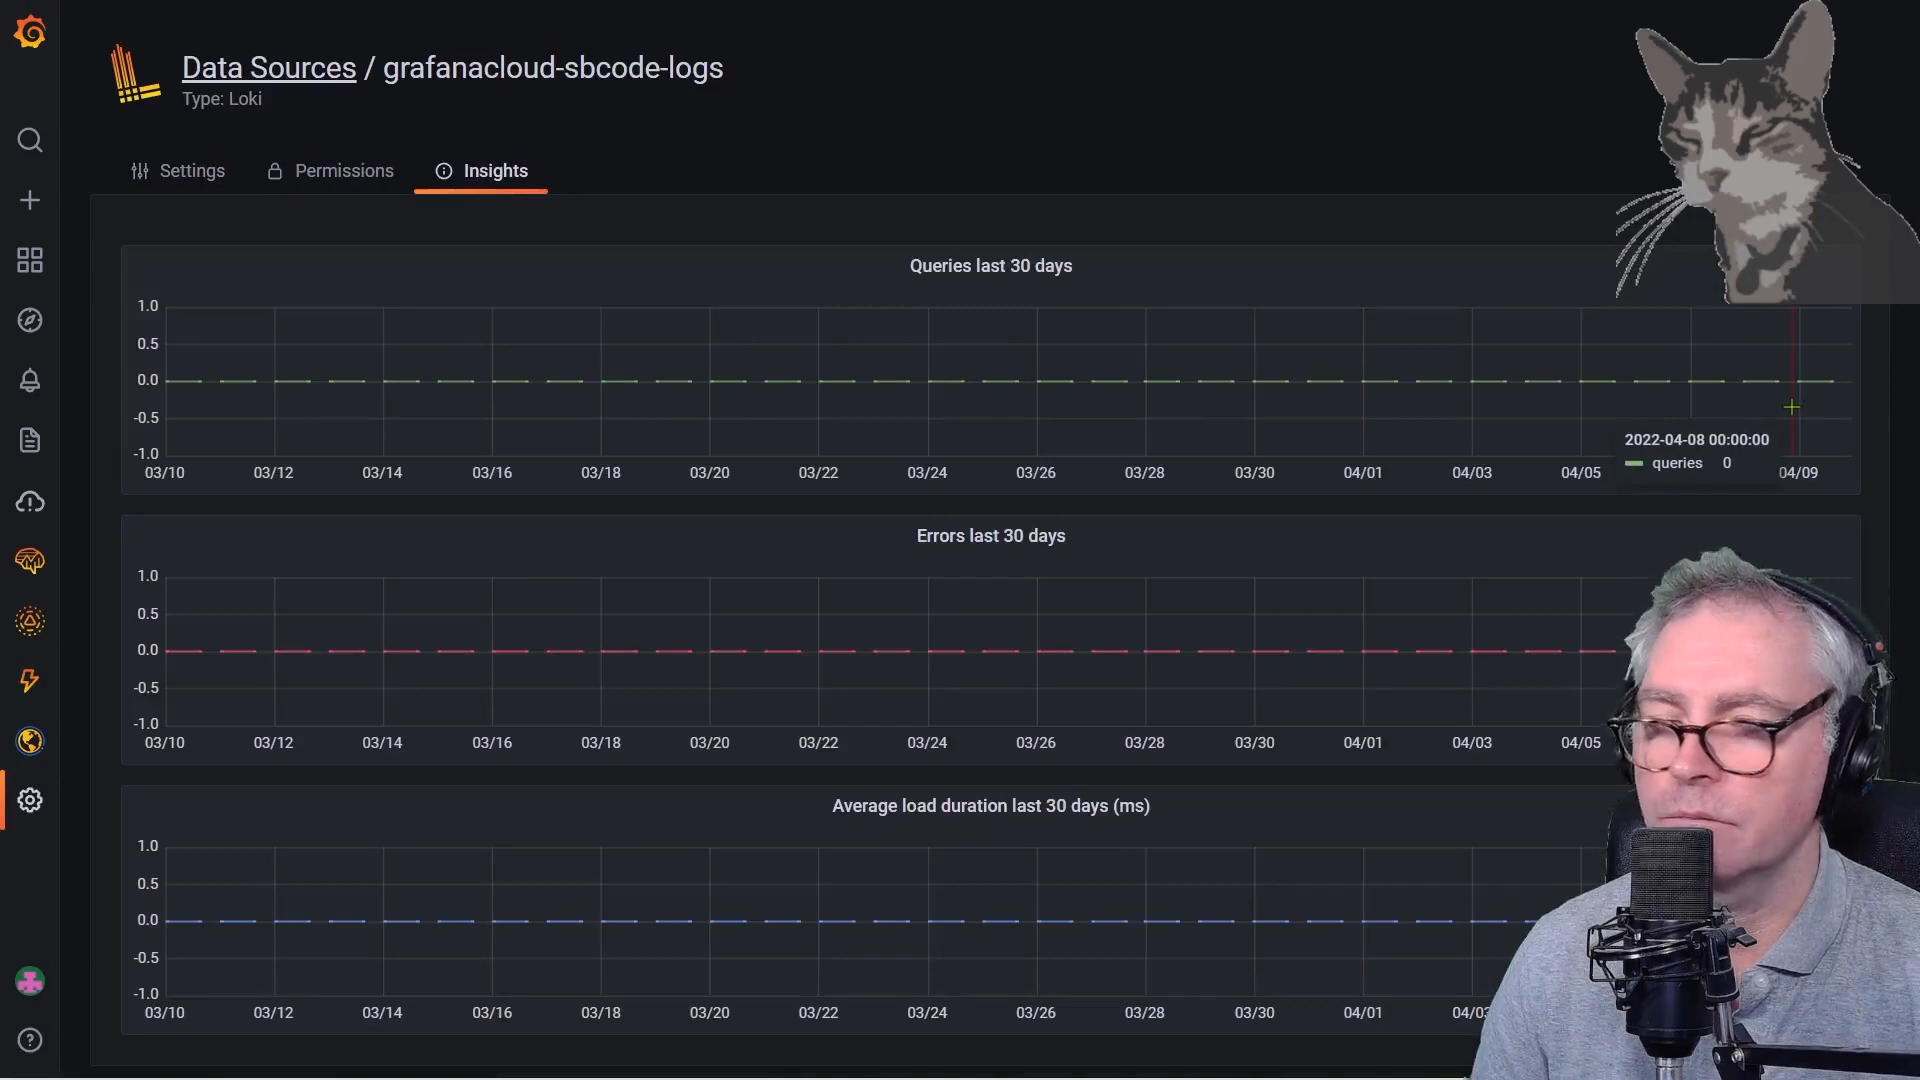 Data Sources / grafanacloud-sbcode-logs
Type: Loki
Settings Permissions Insights
Queries last 30 days
1.0
0.5
0.0
-0.5
-1.0
03/10 03/12 03/14 03/16 03/18 03/20 03/22 03/24 03/26 03/28 03/30 04/01 04/03 04/05 04/09
2022-04-08 00:00:00
queries 0
Errors last 30 days
1.0
0.5
0.0
-0.5
-1.0
03/10 03/12 03/14 03/16 03/18 03/20 03/22 03/24 03/26 03/28 03/30 04/01 04/03 04/05
Average load duration last 30 days (ms)
1.0
0.5
0.0
-0.5
-1.0
03/10 03/12 03/14 03/16 03/18 03/20 03/22 03/24 03/26 03/28 03/30 04/01